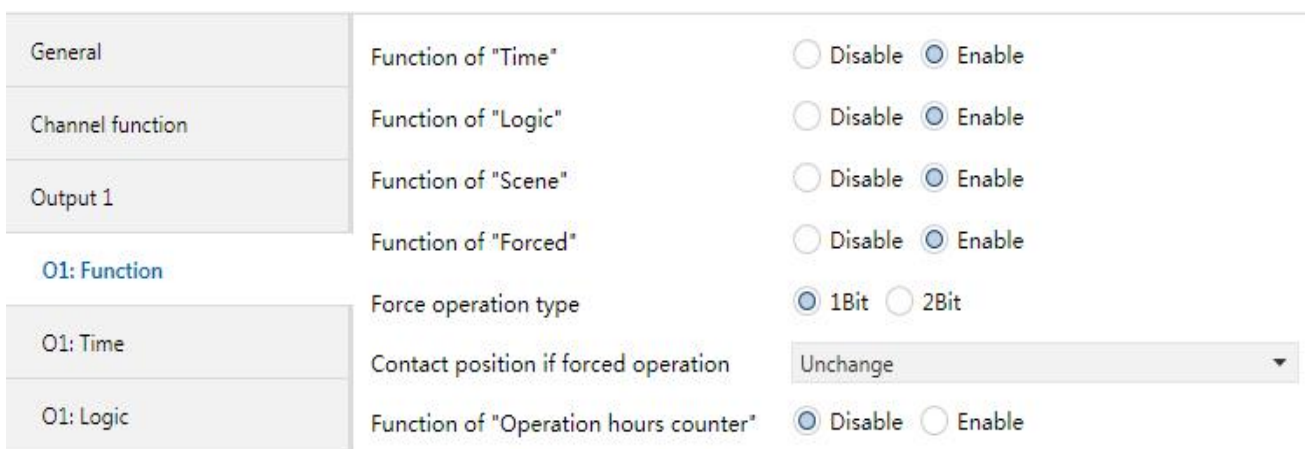 General
Channel function
Output 1
O1: Function
O1: Time
O1: Logic
Function of "Time" Disable Enable
Function of "Logic" Disable Enable
Function of "Scene" Disable Enable
Function of "Forced" Disable Enable
Force operation type 1Bit 2Bit
Contact position if forced operation Unchange
Function of "Operation hours counter" Disable Enable